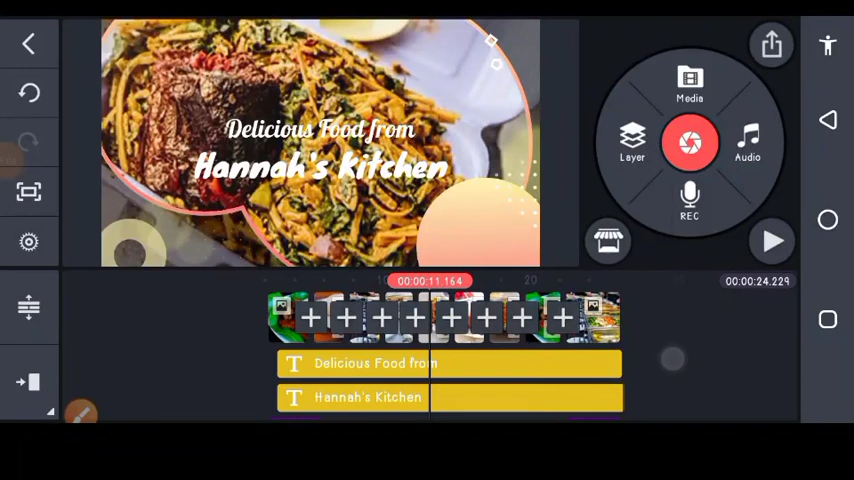 Delicious Food from
Hannah's Kitchen
Media
Layer
Audio
REC
00:00:11.164
20
00:00:24.229
Delicious Food from
Hannah's Kitchen